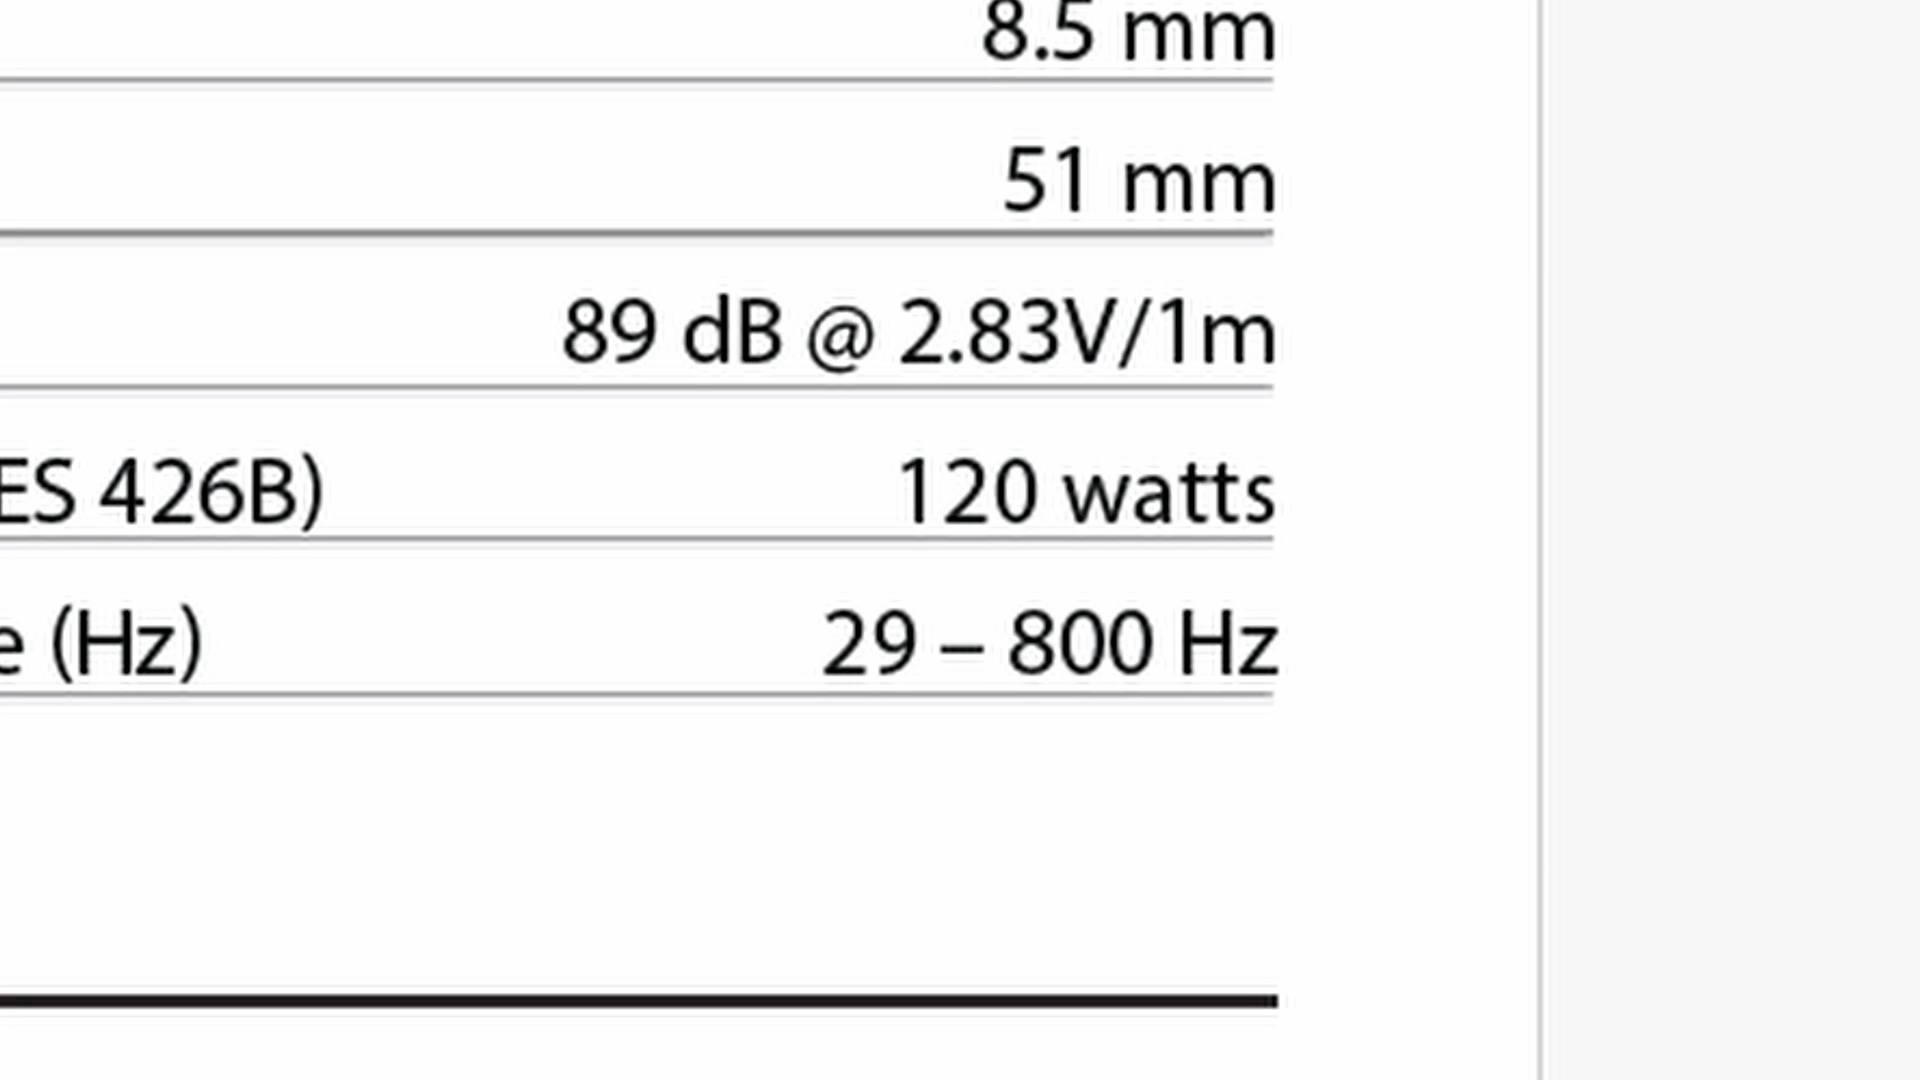 8.5 mm
51 mm
89 dB @ 2.83V/1m
ES 426B) 120 watts
e (Hz) 29 – 800 Hz